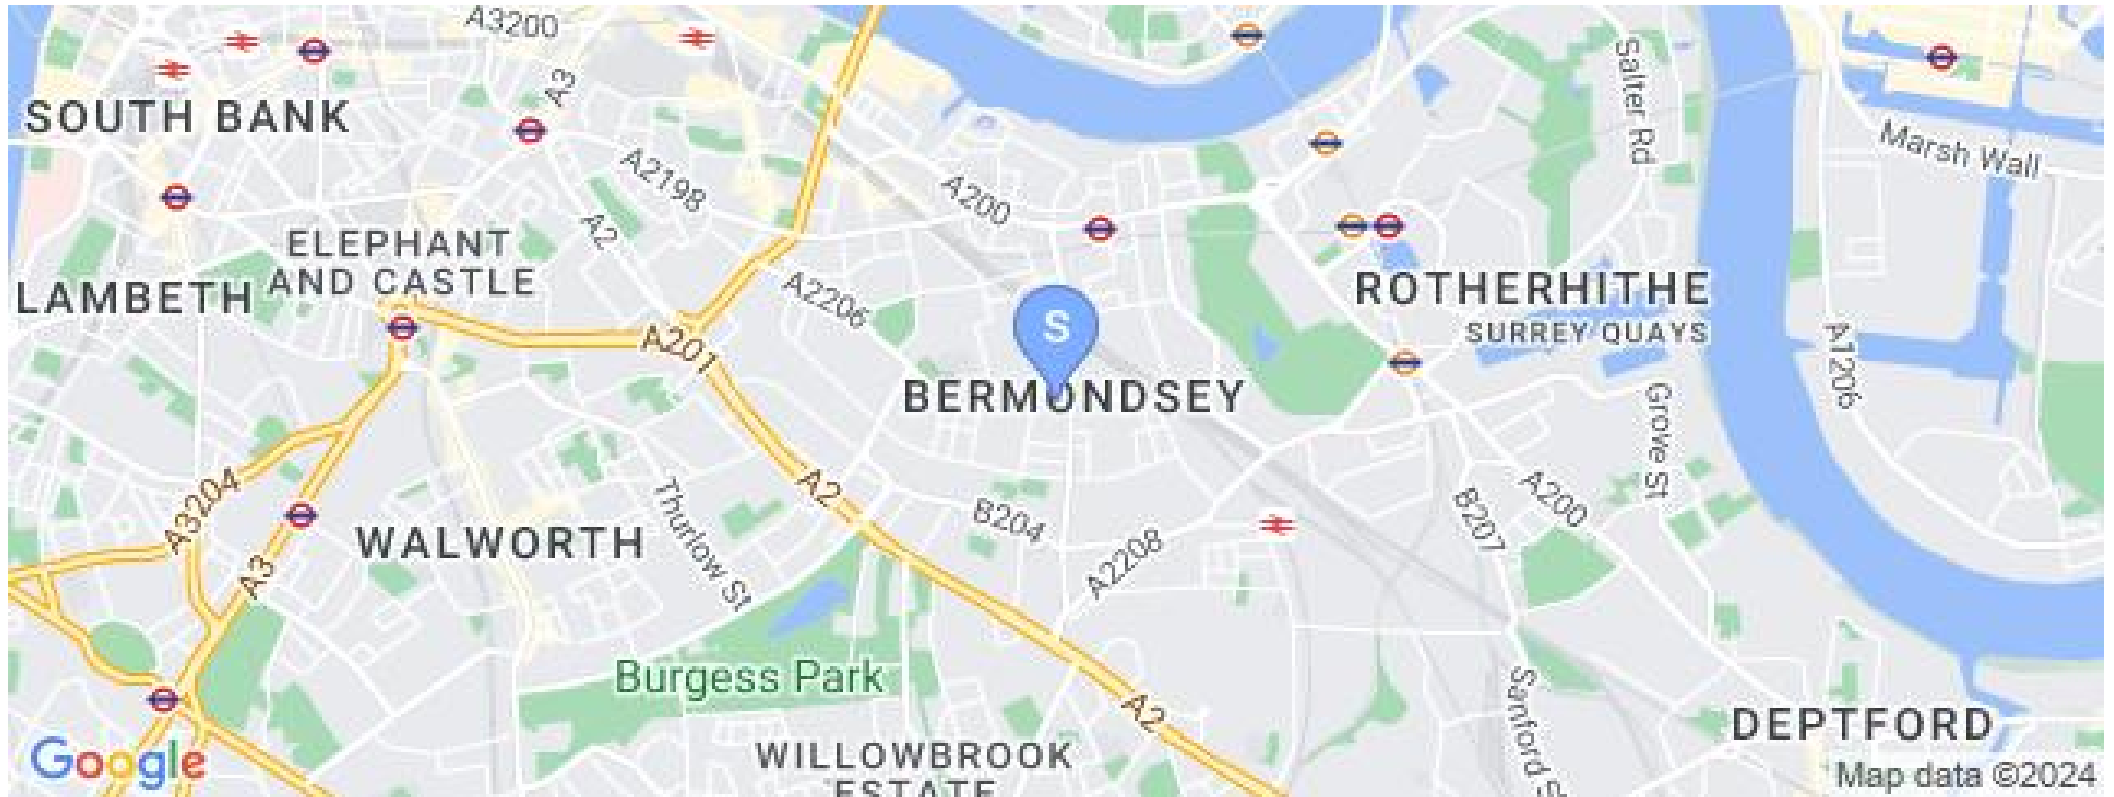 A3200
A3
SOUTH BANK
Salter Rd
Marsh Wall
A2198
A200
A2
ELEPHANT
AND CASTLE
LAMBETH
A2206
ROTHERHITHE
SURREY QUAYS
S
A201
A1206
BERMONDSEY
Grove St
A3204
A2
Thurlow St
B204
B207
A200
WALWORTH
A3
A2208
Burgess Park
A2
Sanford
DEPTFORD
WILLOWBROOK
ESTATE
Google
Map data ©2024